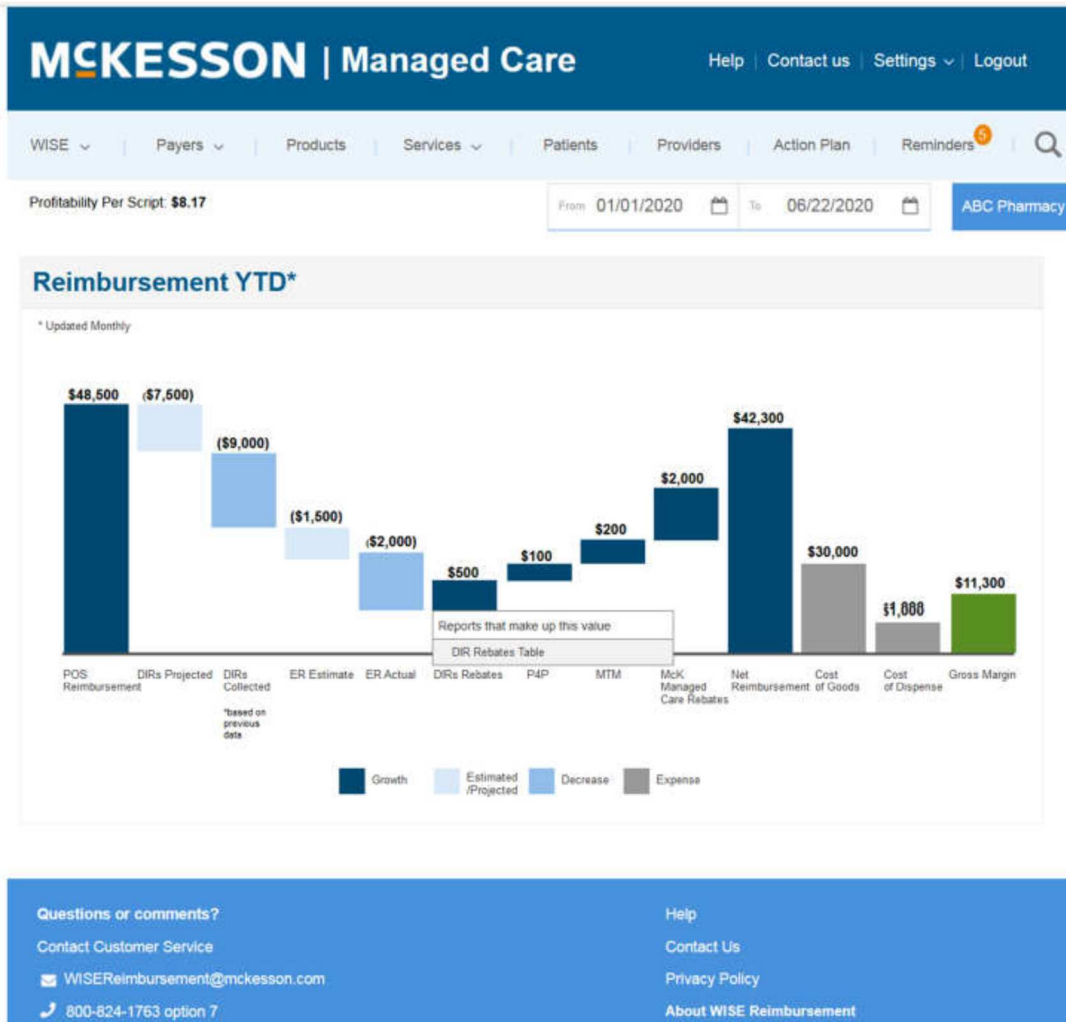 MCKESSON | Managed Care
Help | Contact us | Settings | Logout
WISE | Payers | Products | Services | Patients | Providers | Action Plan | Reminders 5
Profitability Per Script: $8.17
From 01/01/2020 To 06/22/2020
ABC Pharmacy
Reimbursement YTD*
* Updated Monthly
$48,500
($7,500)
($9,000)
($1,500)
($2,000)
$500
$100
$200
$2,000
$42,300
$30,000
$11,300
Reports that make up this value
DIR Rebates Table
POS
Reimbursement
DIRs Projected
DIRs
Collected
*based on
previous
data
ER Estimate
ER Actual
DIRs Rebates
P4P
MTM
McK
Managed
Care Rebates
Net
Reimbursement
Cost
of Goods
Cost
of Dispense
Gross Margin
Growth
Estimated
/Projected
Decrease
Expense
Questions or comments?
Contact Customer Service
WISEReimbursement@mckesson.com
800-824-1763 option 7
Help
Contact Us
Privacy Policy
About WISE Reimbursement